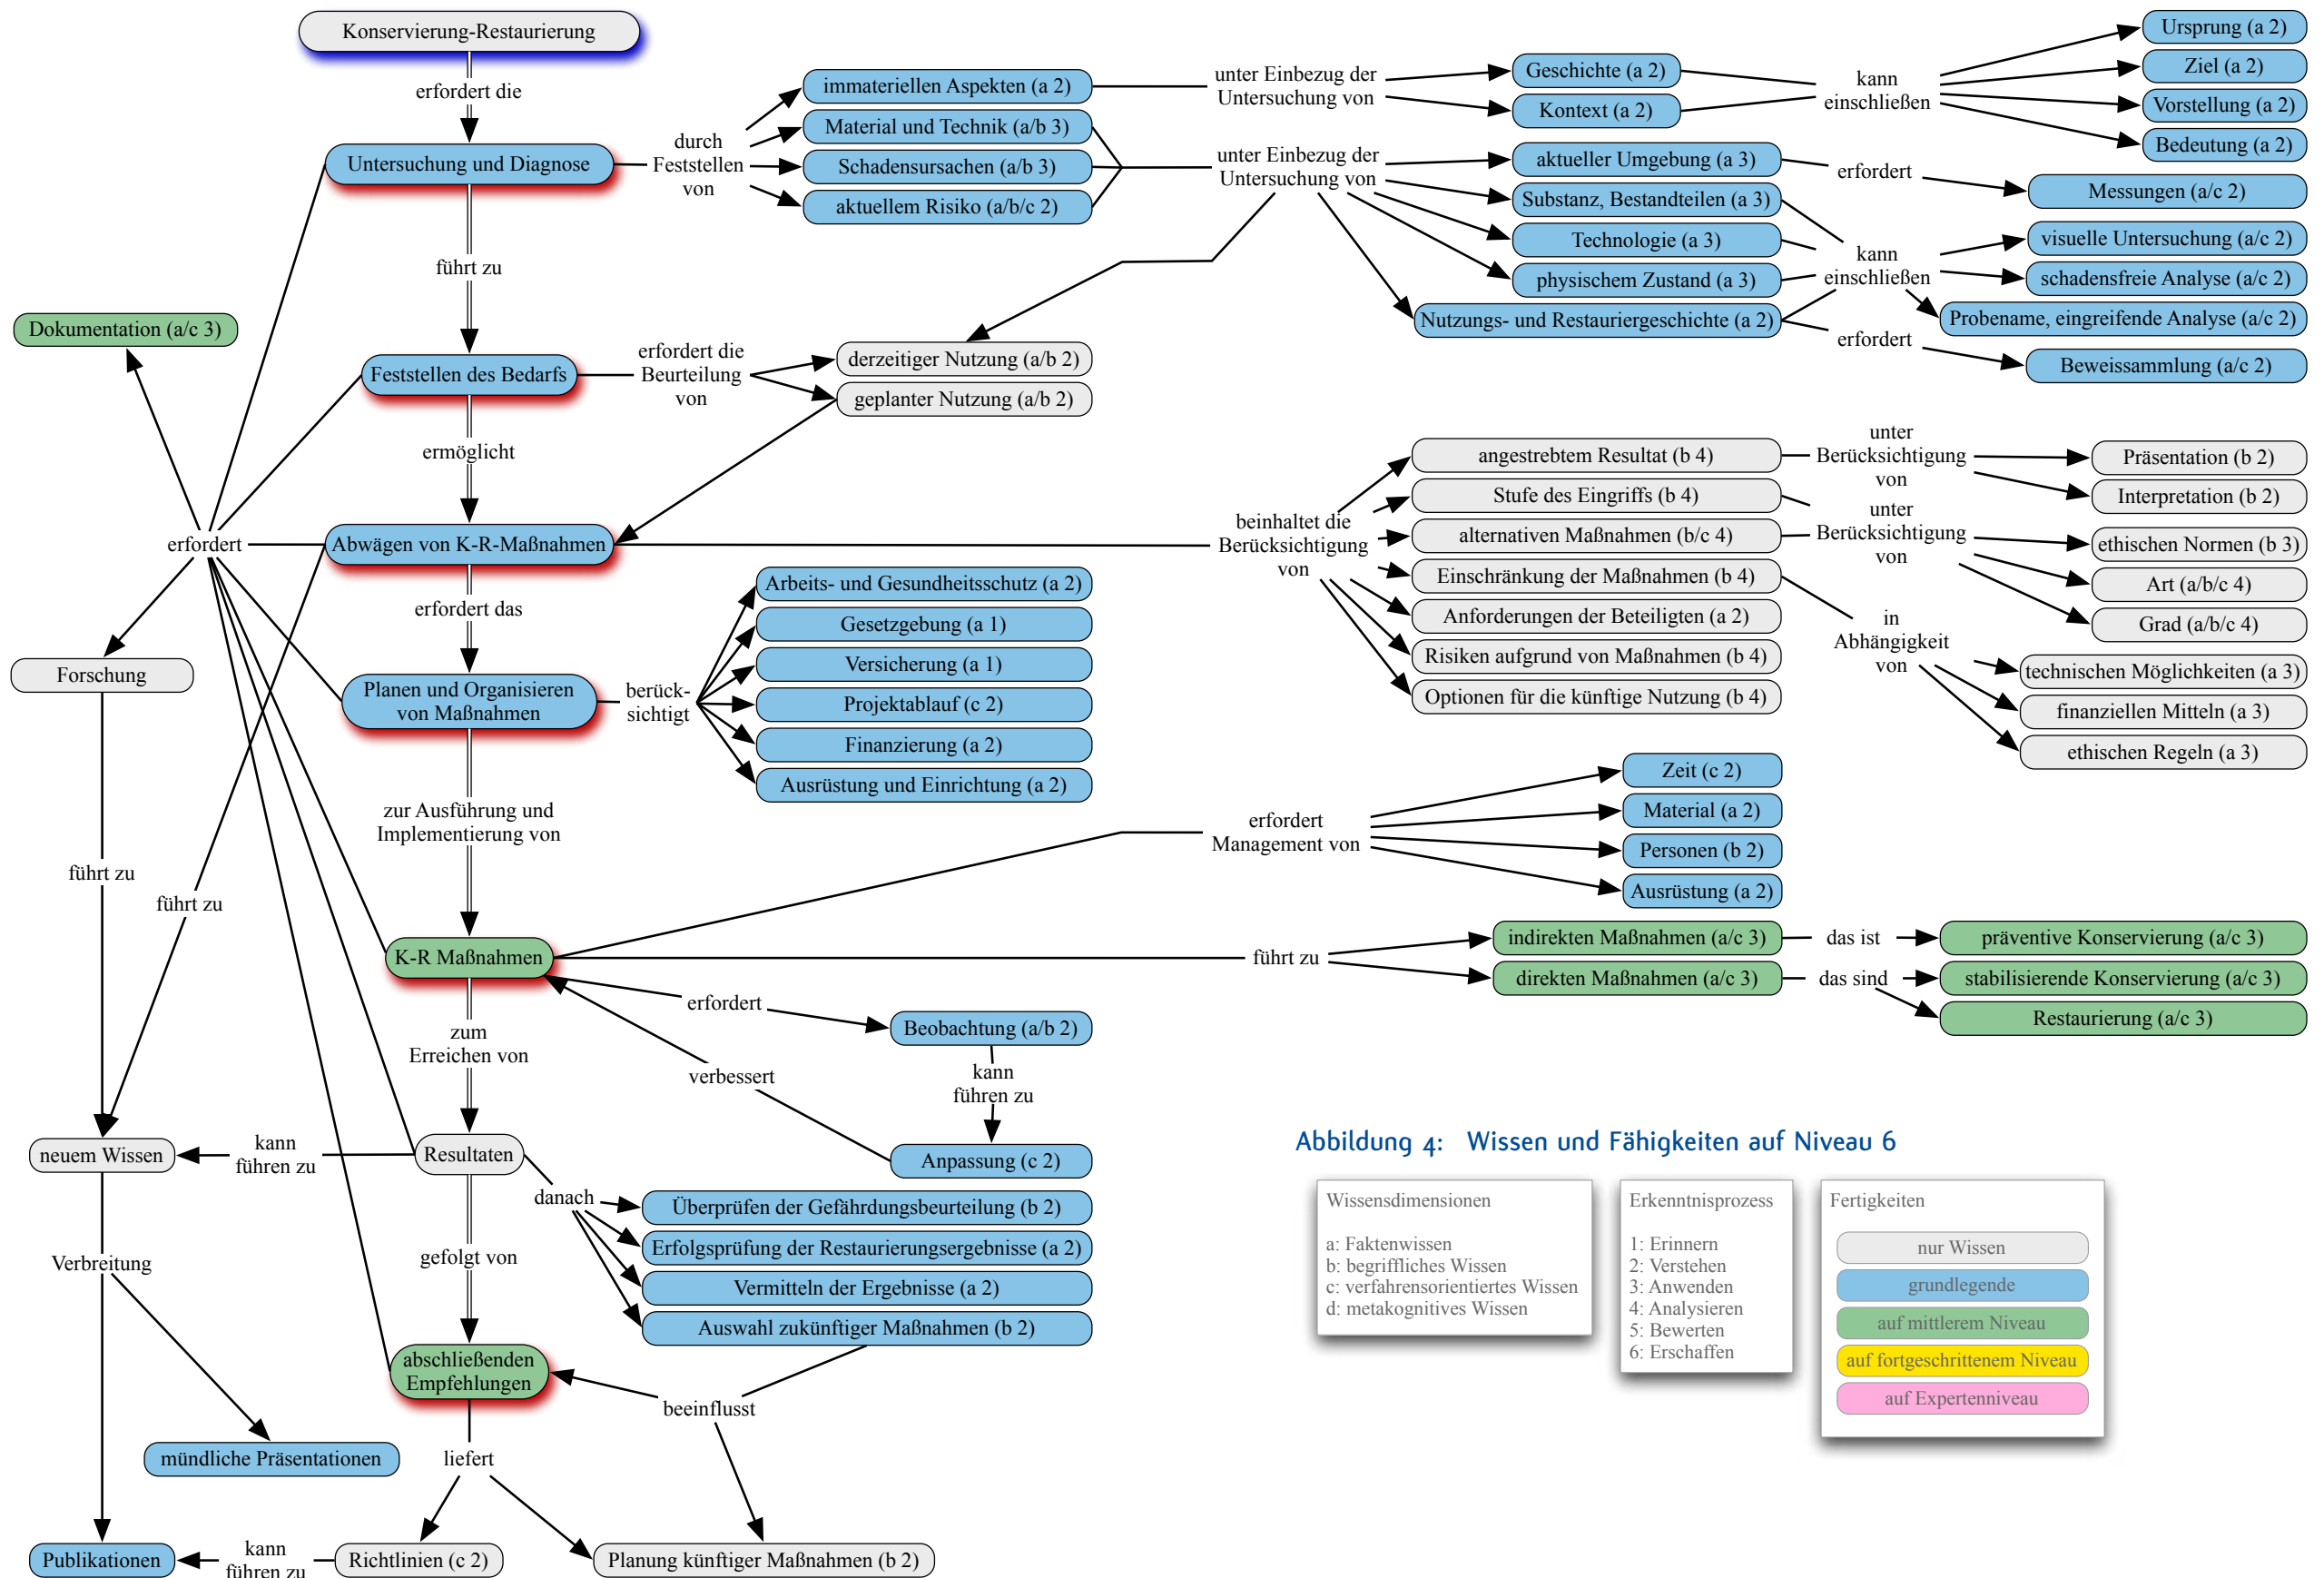 Konservierung-Restaurierung
erfordert die
Untersuchung und Diagnose
durch
Feststellen
von
immateriellen Aspekten (a 2)
Material und Technik (a/b 3)
Schadensursachen (a/b 3)
aktuellem Risiko (a/b/c 2)
unter Einbezug der
Untersuchung von
Geschichte (a 2)
Kontext (a 2)
kann
einschließen
Ursprung (a 2)
Ziel (a 2)
Vorstellung (a 2)
Bedeutung (a 2)
unter Einbezug der
Untersuchung von
aktueller Umgebung (a 3)
Substanz, Bestandteilen (a 3)
Technologie (a 3)
physischem Zustand (a 3)
Nutzungs- und Restauriergeschichte (a 2)
erfordert
Messungen (a/c 2)
kann
einschließen
visuelle Untersuchung (a/c 2)
schadensfreie Analyse (a/c 2)
Probename, eingreifende Analyse (a/c 2)
erfordert
Beweissammlung (a/c 2)
führt zu
Dokumentation (a/c 3)
Feststellen des Bedarfs
erfordert die
Beurteilung
von
derzeitiger Nutzung (a/b 2)
geplanter Nutzung (a/b 2)
ermöglicht
erfordert
Abwägen von K-R-Maßnahmen
beinhaltet die
Berücksichtigung
von
angestrebtem Resultat (b 4)
Stufe des Eingriffs (b 4)
alternativen Maßnahmen (b/c 4)
Einschränkung der Maßnahmen (b 4)
Anforderungen der Beteiligten (a 2)
Risiken aufgrund von Maßnahmen (b 4)
Optionen für die künftige Nutzung (b 4)
unter
Berücksichtigung
von
Präsentation (b 2)
Interpretation (b 2)
unter
Berücksichtigung
von
ethischen Normen (b 3)
Art (a/b/c 4)
Grad (a/b/c 4)
in
Abhängigkeit
von
technischen Möglichkeiten (a 3)
finanziellen Mitteln (a 3)
ethischen Regeln (a 3)
erfordert das
Forschung
Planen und Organisieren
von Maßnahmen
berück-
sichtigt
Arbeits- und Gesundheitsschutz (a 2)
Gesetzgebung (a 1)
Versicherung (a 1)
Projektablauf (c 2)
Finanzierung (a 2)
Ausrüstung und Einrichtung (a 2)
zur Ausführung und
Implementierung von
erfordert
Management von
Zeit (c 2)
Material (a 2)
Personen (b 2)
Ausrüstung (a 2)
führt zu
führt zu
K-R Maßnahmen
führt zu
indirekten Maßnahmen (a/c 3)
direkten Maßnahmen (a/c 3)
das ist
das sind
präventive Konservierung (a/c 3)
stabilisierende Konservierung (a/c 3)
Restaurierung (a/c 3)
erfordert
Beobachtung (a/b 2)
kann
führen zu
verbessert
Anpassung (c 2)
zum
Erreichen von
neuem Wissen
kann
führen zu
Resultaten
danach
Überprüfen der Gefährdungsbeurteilung (b 2)
Erfolgsprüfung der Restaurierungsergebnisse (a 2)
Vermitteln der Ergebnisse (a 2)
Auswahl zukünftiger Maßnahmen (b 2)
gefolgt von
Verbreitung
abschließenden
Empfehlungen
beeinflusst
mündliche Präsentationen
liefert
Publikationen
kann
führen zu
Richtlinien (c 2)
Planung künftiger Maßnahmen (b 2)
Abbildung 4: Wissen und Fähigkeiten auf Niveau 6
Wissensdimensionen
a: Faktenwissen
b: begriffliches Wissen
c: verfahrensorientiertes Wissen
d: metakognitives Wissen
Erkenntnisprozess
1: Erinnern
2: Verstehen
3: Anwenden
4: Analysieren
5: Bewerten
6: Erschaffen
Fertigkeiten
nur Wissen
grundlegende
auf mittlerem Niveau
auf fortgeschrittenem Niveau
auf Expertenniveau